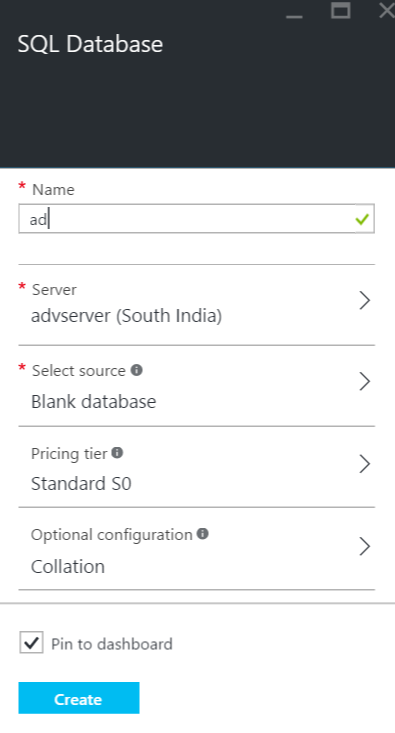 SQL Database
* Name
ad
* Server
advserver (South India)
* Select source
Blank database
Pricing tier
Standard S0
Optional configuration
Collation
Pin to dashboard
Create